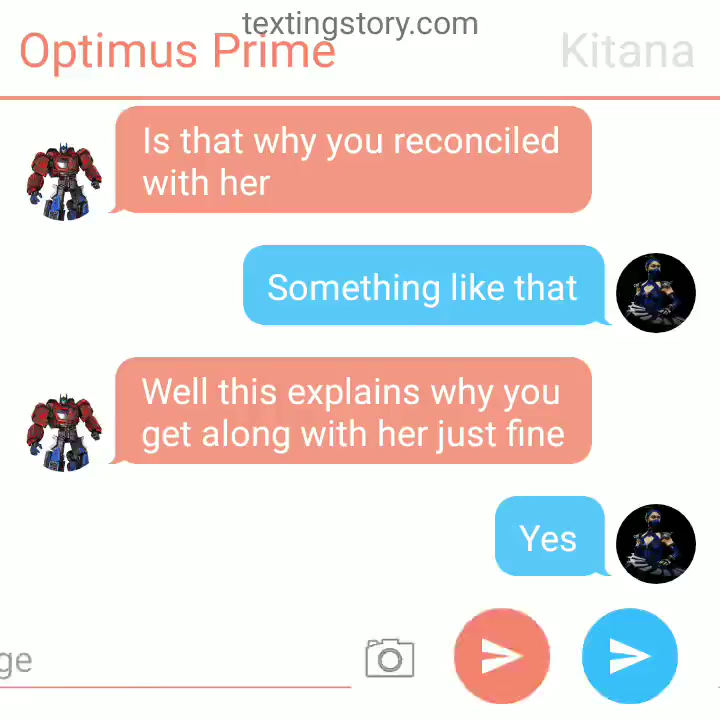 textingstory.com
Optimus Prime
Kitana
Is that why you reconciled
with her
Something like that
Well this explains why you
get along with her just fine
Yes
ge